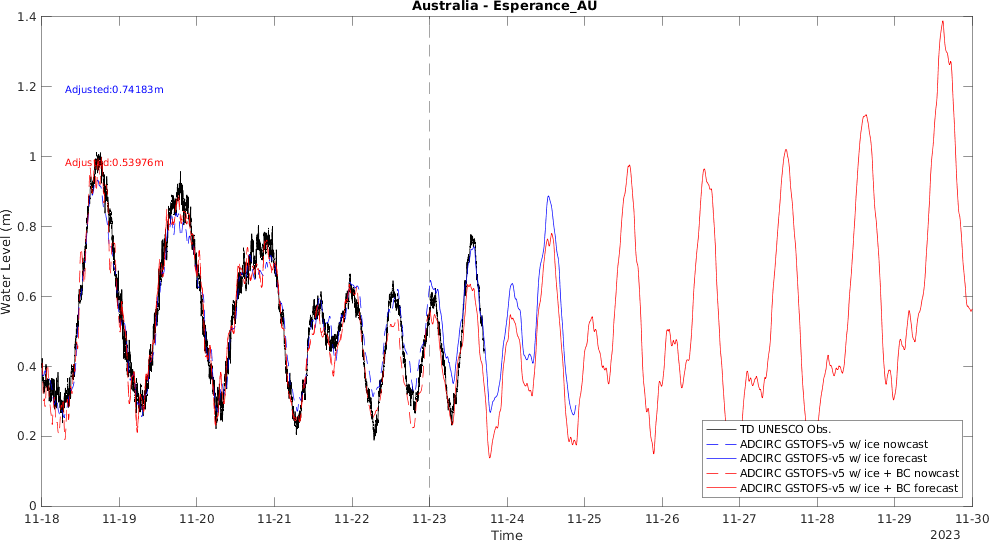 Australia - Esperance_AU
1.4
1.2
1
0.8
0.6
0.4
0.2
0
Water Level (m)
Adjusted:0.74183m
Adjusted:0.53976m
TD UNESCO Obs.
ADCIRC GSTOFS-v5 w/ ice nowcast
ADCIRC GSTOFS-v5 w/ ice forecast
ADCIRC GSTOFS-v5 w/ ice + BC nowcast
ADCIRC GSTOFS-v5 w/ ice + BC forecast
11-18 11-19 11-20 11-21 11-22 11-23 11-24 11-25 11-26 11-27 11-28 11-29 11-30
Time
2023